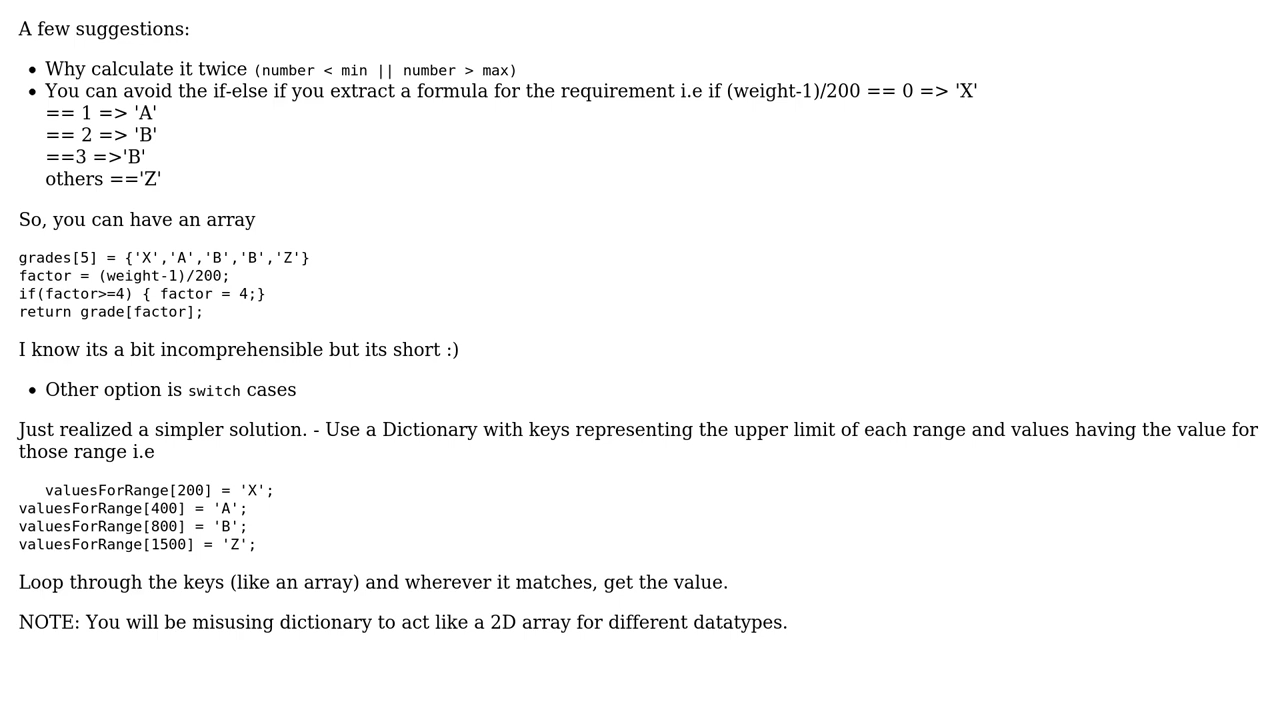 A few suggestions:
• Why calculate it twice (number < min || number > max)
• You can avoid the if-else if you extract a formula for the requirement i.e if (weight-1)/200 == 0 => 'X'
== 1 => 'A'
== 2 => 'B'
==3 =>'B'
others =='Z'
So, you can have an array
grades[5] = {'X','A','B','B','Z'}
factor = (weight-1)/200;
if(factor>=4) { factor = 4;}
return grade[factor];
I know its a bit incomprehensible but its short :)
• Other option is switch cases
Just realized a simpler solution. - Use a Dictionary with keys representing the upper limit of each range and values having the value for
those range i.e
   valuesForRange[200] = 'X';
valuesForRange[400] = 'A';
valuesForRange[800] = 'B';
valuesForRange[1500] = 'Z';
Loop through the keys (like an array) and wherever it matches, get the value.
NOTE: You will be misusing dictionary to act like a 2D array for different datatypes.